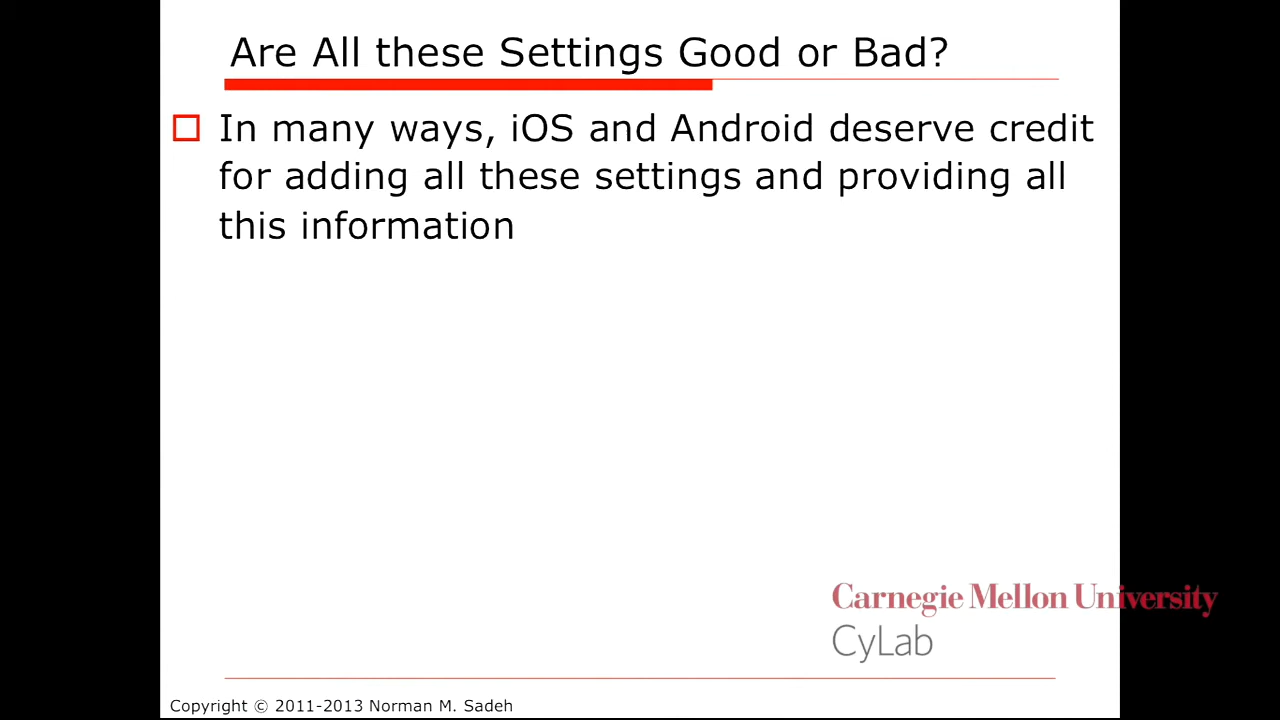 Are All these Settings Good or Bad?
In many ways, iOS and Android deserve credit
for adding all these settings and providing all
this information
Carnegie Mellon University
CyLab
Copyright © 2011-2013 Norman M. Sadeh